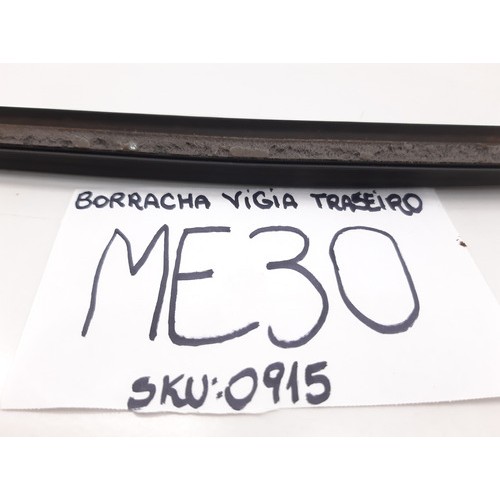 BORRACHA ViGiA TRASEIRO
ME30
SKU:0915